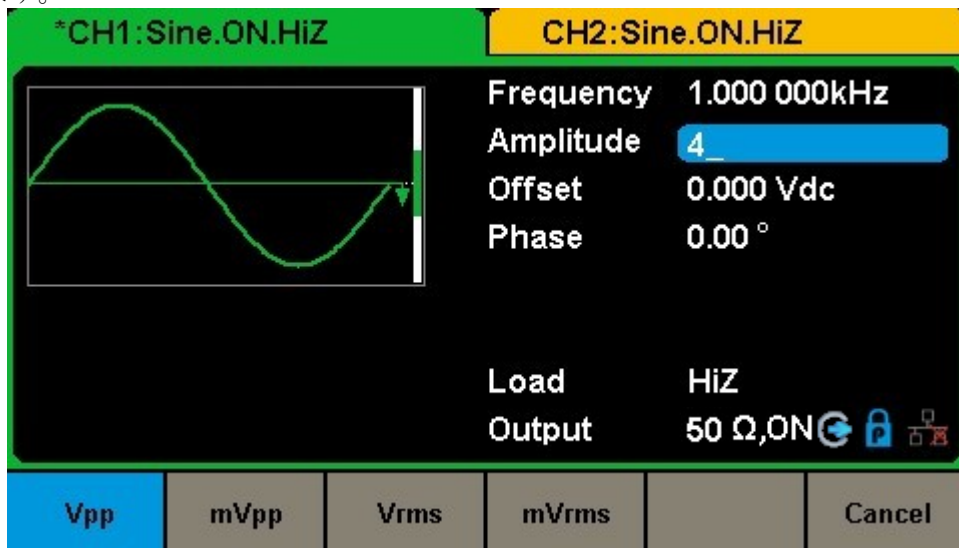 *CH1:Sine.ON.HiZ
CH2:Sine.ON.HiZ
Frequency 1.000 000kHz
Amplitude 4_
Offset 0.000 Vdc
Phase 0.00 °
Load HiZ
Output 50 Ω,ON
P
Vpp mVpp Vrms mVrms Cancel